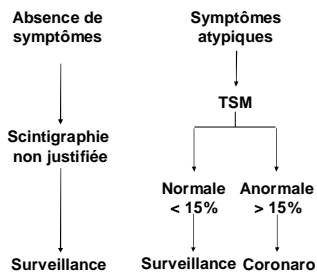 Absence de
symptômes
Symptômes
atypiques
TSM
Scintigraphie
non justifiée
Normale
< 15%
Anormale
> 15%
Surveillance
Surveillance
Coronaro